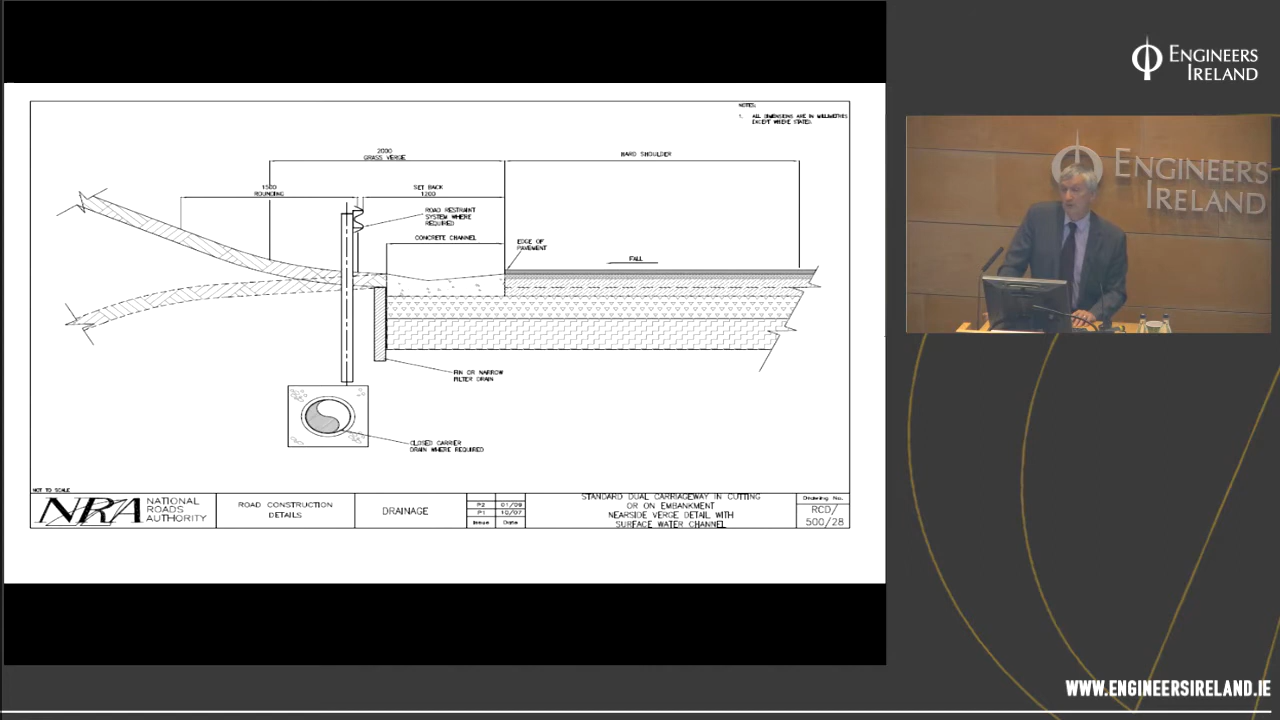 ENGINEERS
IRELAND
ENGINEERS
IRELAND
NOTES:
1. ALL DIMENSIONS ARE IN MILLIMETRES
EXCEPT WHERE STATED.
2000
GRASS VERGE
HARD SHOULDER
1500
ROUNDING
SET BACK
1200
ROAD RESTRAINT
SYSTEM WHERE
REQUIRED
CONCRETE CHANNEL
EDGE OF
PAVEMENT
FALL
FIN OR NARROW
FILTER DRAIN
CLOSED CARRIER
DRAIN WHERE REQUIRED
NOT TO SCALE
NRA
NATIONAL
ROADS
AUTHORITY
ROAD CONSTRUCTION
DETAILS
DRAINAGE
P2 01/09
P1 10/07
Issue Date
STANDARD DUAL CARRIAGEWAY IN CUTTING
OR ON EMBANKMENT
NEARSIDE VERGE DETAIL WITH
SURFACE WATER CHANNEL
Drawing No.
RCD/
500/28
WWW.ENGINEERSIRELAND.IE